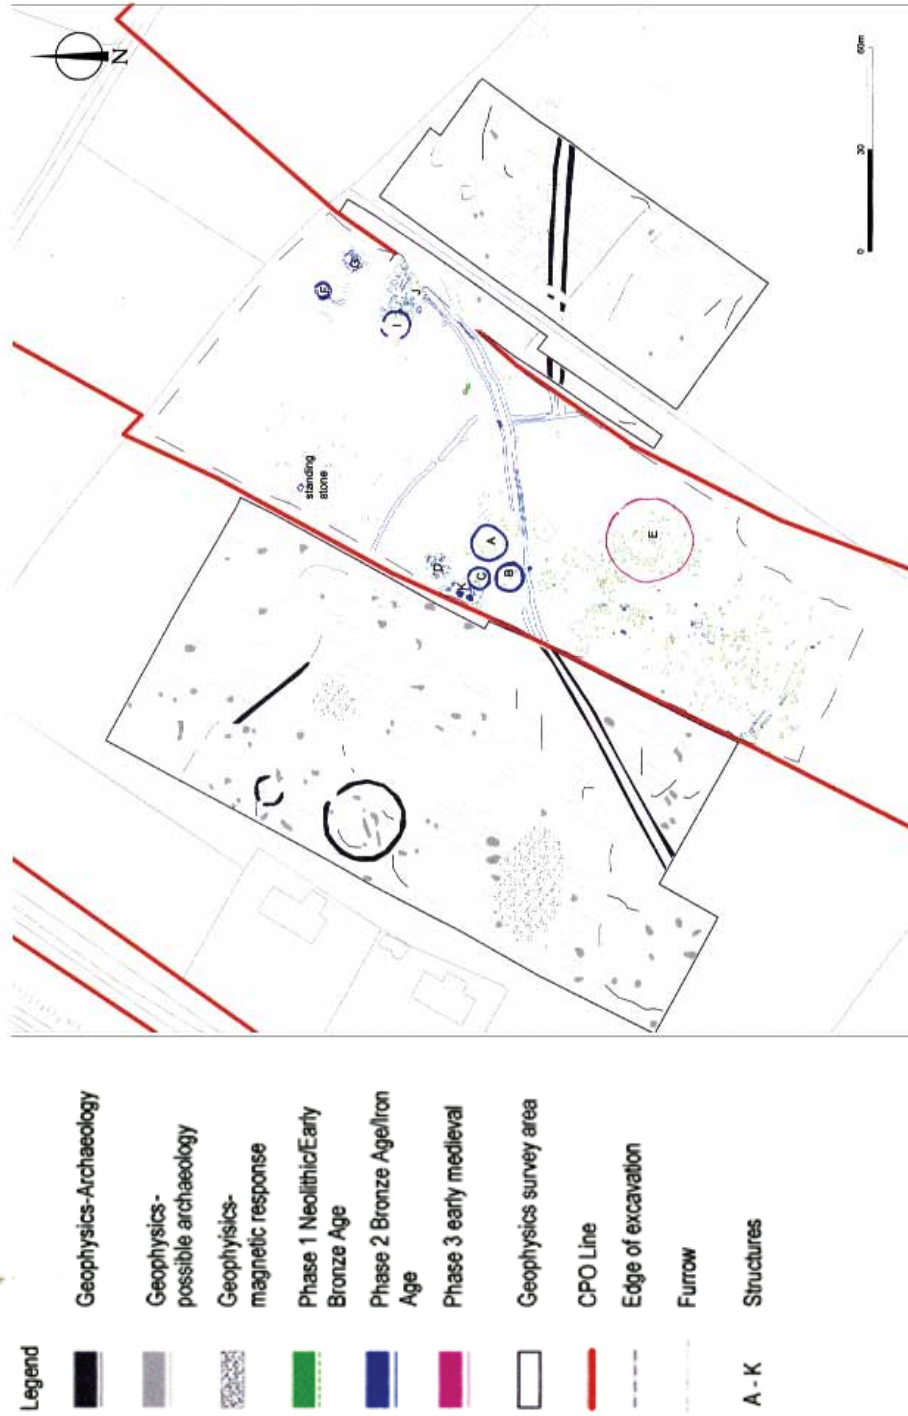 Legend
Geophysics-Archaeology
Geophysics -
possible archaeology
Geophyisics-
magnetic response
Phase 1 Neolithic/Early
Bronze Age
Phase 2 Bronze Age/Iron
Age
Phase 3 early medieval
Geophysics survey area
CPO Line
Edge of excavation
Furrow
A - K Structures
N
0 30 60m
standing
stone
F
G
I
J
D
K
C
A
B
E